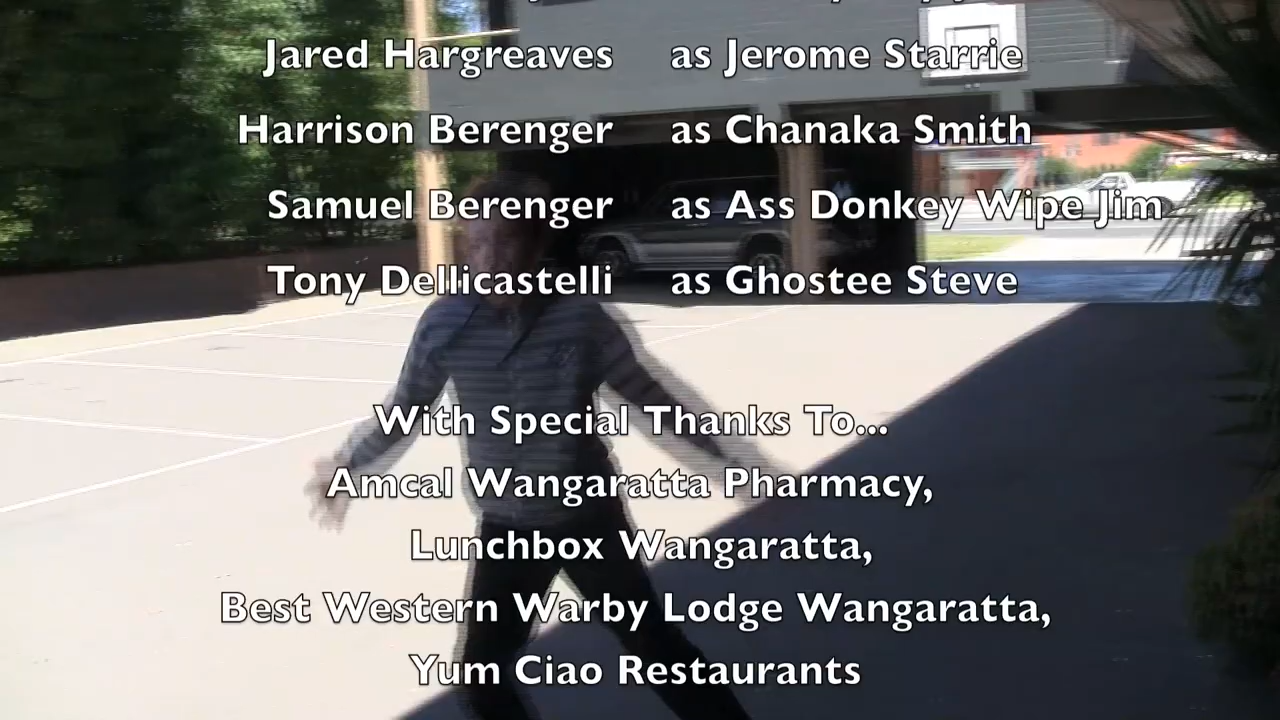 Jared Hargreaves as Jerome Starrie
Harrison Berenger as Chanaka Smith
Samuel Berenger as Ass Donkey Wipe Jim
Tony Dellicastelli as Ghostee Steve
With Special Thanks To...
Amcal Wangaratta Pharmacy,
Lunchbox Wangaratta,
Best Western Warby Lodge Wangaratta,
Yum Ciao Restaurants